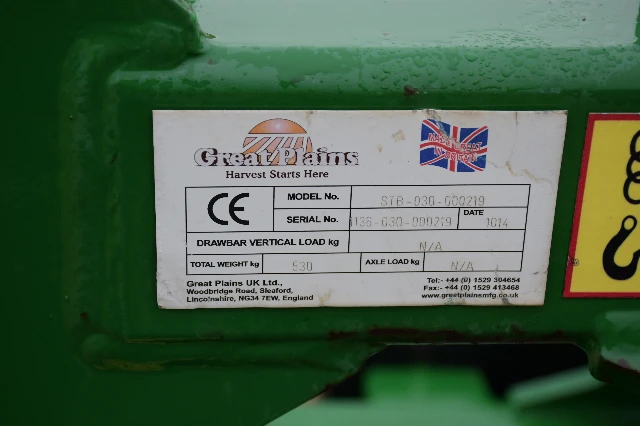 Great Plains
Harvest Starts Here
CE
MODEL No. STB-030-000219
SERIAL No. DATE 1014
DRAWBAR VERTICAL LOAD kg N/A
TOTAL WEIGHT kg 530 AXLE LOAD kg N/A
Great Plains UK Ltd.,
Woodbridge Road, Sleaford,
Lincolnshire, NG34 7EW, England
Tel:- +44 (0) 1529 304654
Fax:- +44 (0) 1529 413468
www.greatplainsmfg.co.uk